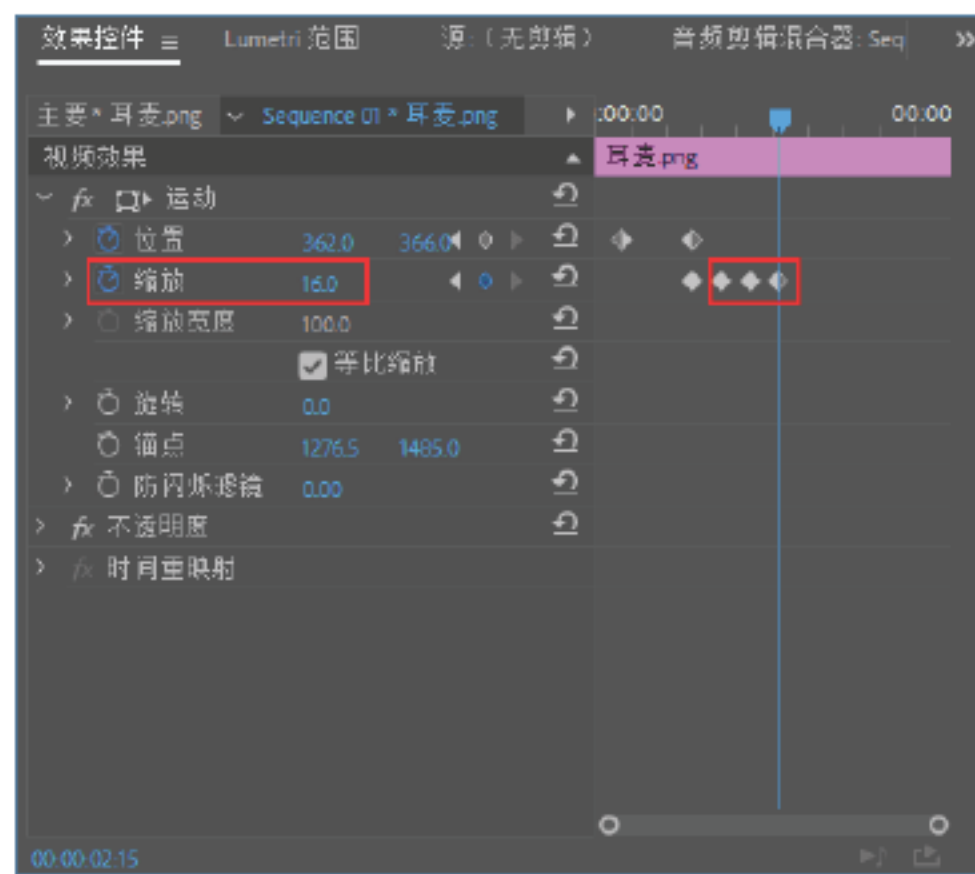 效果控件 ≡ Lumetri 范围 源:（无剪辑） 音频剪辑混合器: Seq »
主要 * 耳麦.png Sequence 01 * 耳麦.png :00:00 00:00
视频效果 耳麦.png
fx 运动
位置 362.0 366.0
缩放 16.0
缩放宽度 100.0
等比缩放
旋转 0.0
锚点 1276.5 1485.0
防闪烁滤镜 0.00
fx 不透明度
fx 时间重映射
00:00:02:15